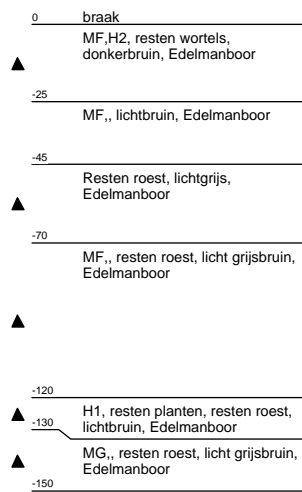 0 braak
MF,H2, resten wortels,
donkerbruin, Edelmanboor
-25
MF,, lichtbruin, Edelmanboor
-45
Resten roest, lichtgrijs,
Edelmanboor
-70
MF,, resten roest, licht grijsbruin,
Edelmanboor
-120
H1, resten planten, resten roest,
lichtbruin, Edelmanboor
-130
MG,, resten roest, licht grijsbruin,
Edelmanboor
-150